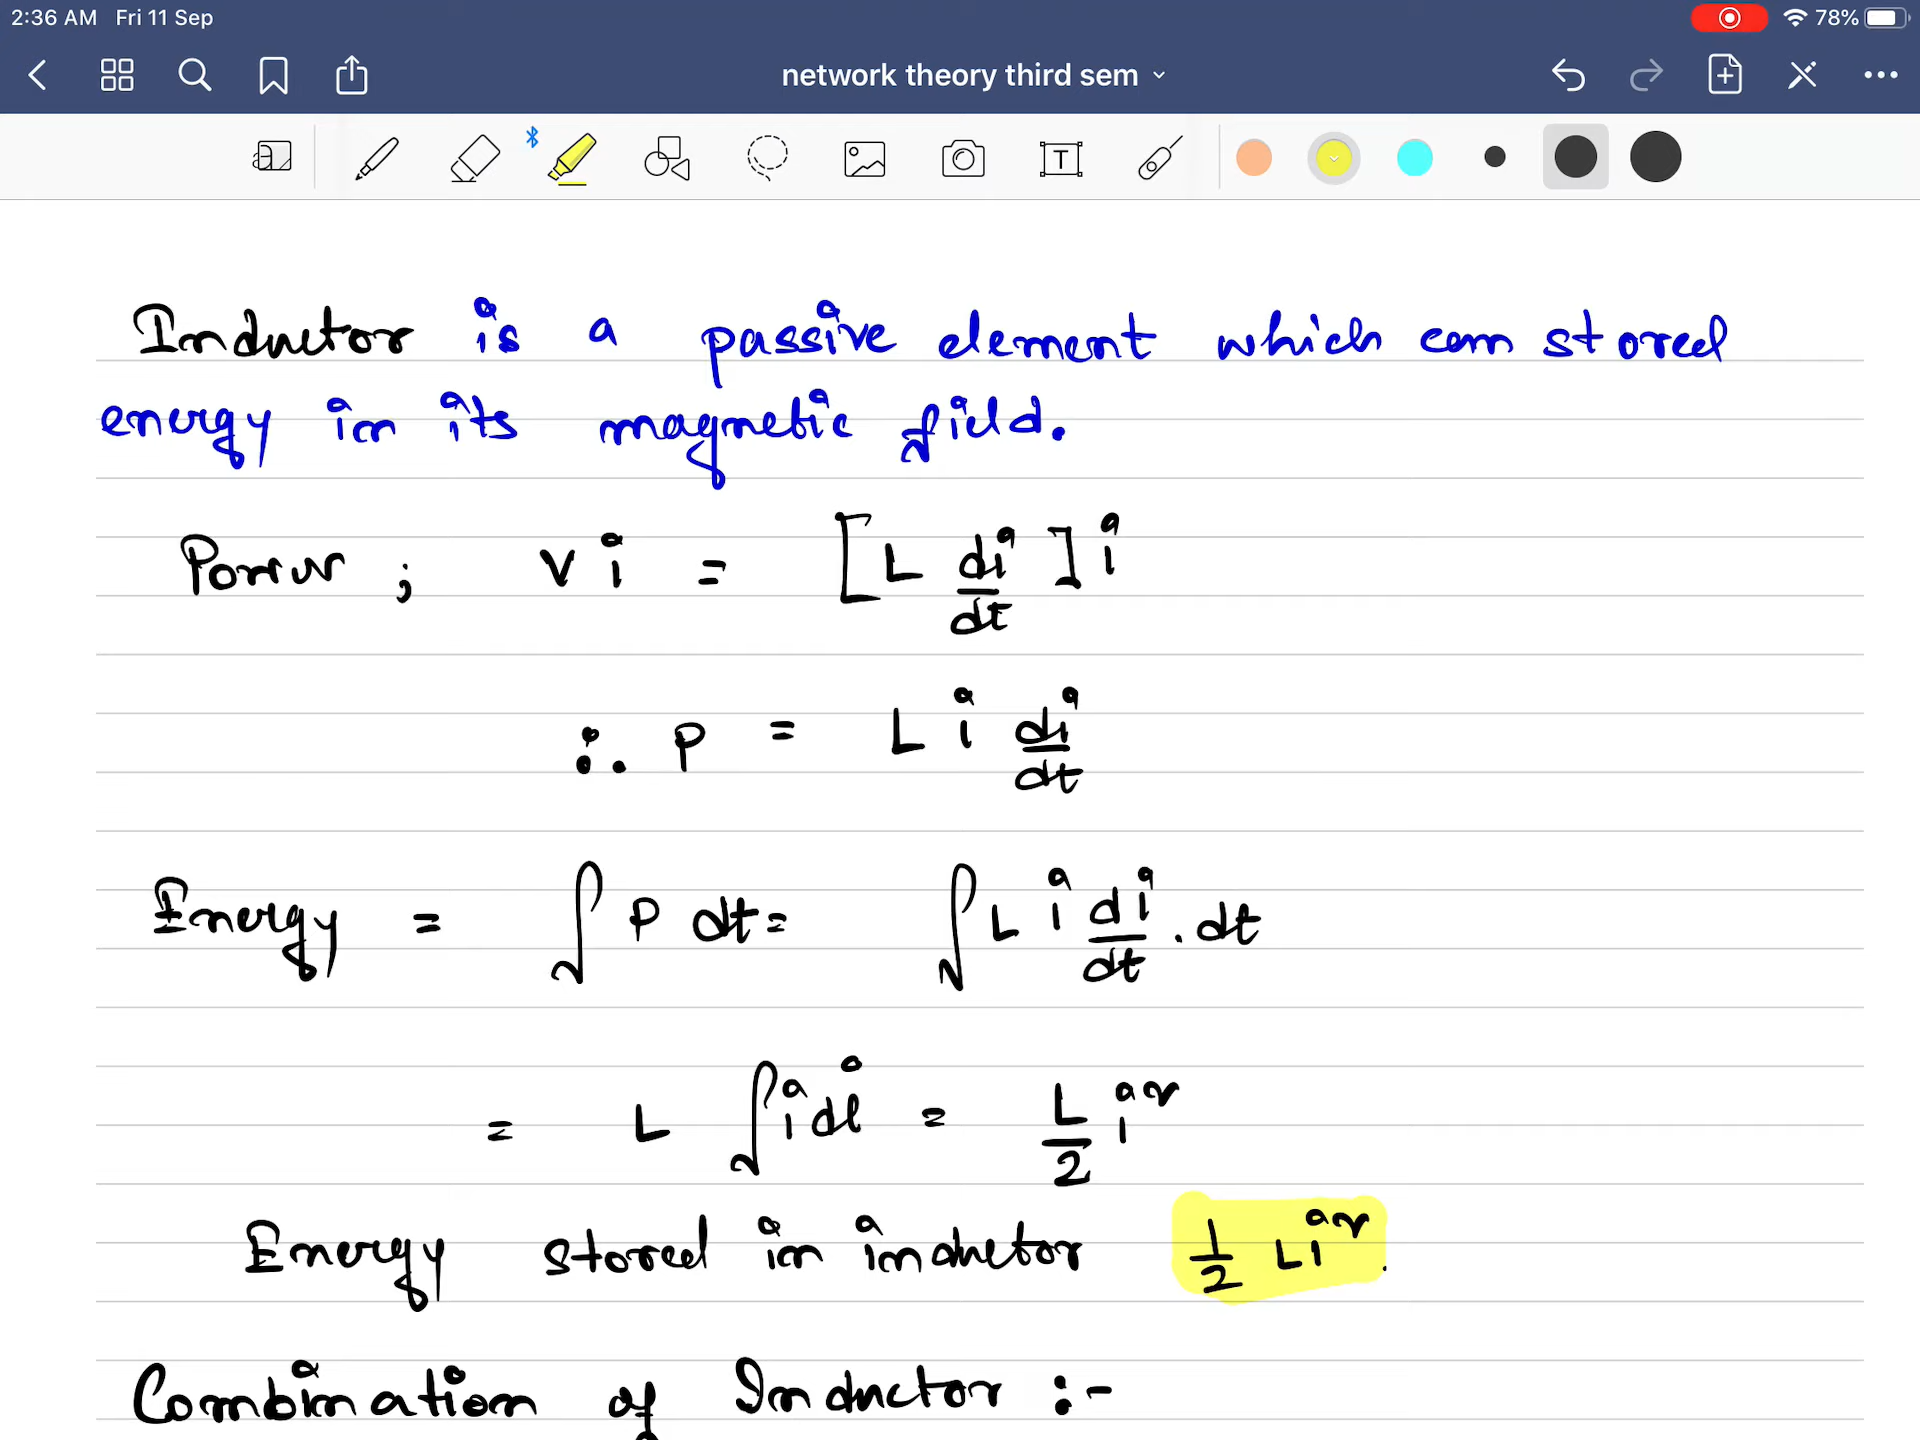 2:36 AM Fri 11 Sep 78%
network theory third sem
Inductor is a passive element which can stored
energy in its magnetic field.
Power ; v i = [L di/dt] i
∴ P = L i di/dt
Energy = ∫ P dt = ∫ L i di/dt . dt
= L ∫ i di = L/2 i²
Energy stored in inductor 1/2 Li².
Combination of Inductor :-